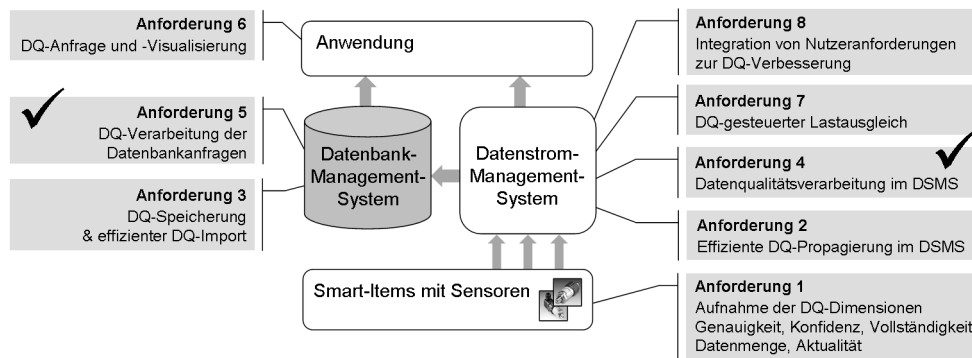 Anforderung 6
DQ-Anfrage und -Visualisierung
Anforderung 5
DQ-Verarbeitung der
Datenbankanfragen
Anforderung 3
DQ-Speicherung
& effizienter DQ-Import
Anwendung
Datenbank-
Management-
System
Datenstrom-
Management-
System
Smart-Items mit Sensoren
Anforderung 8
Integration von Nutzeranforderungen
zur DQ-Verbesserung
Anforderung 7
DQ-gesteuerter Lastausgleich
Anforderung 4
Datenqualitätsverarbeitung im DSMS
Anforderung 2
Effiziente DQ-Propagierung im DSMS
Anforderung 1
Aufnahme der DQ-Dimensionen
Genauigkeit, Konfidenz, Vollständigkeit
Datenmenge, Aktualität